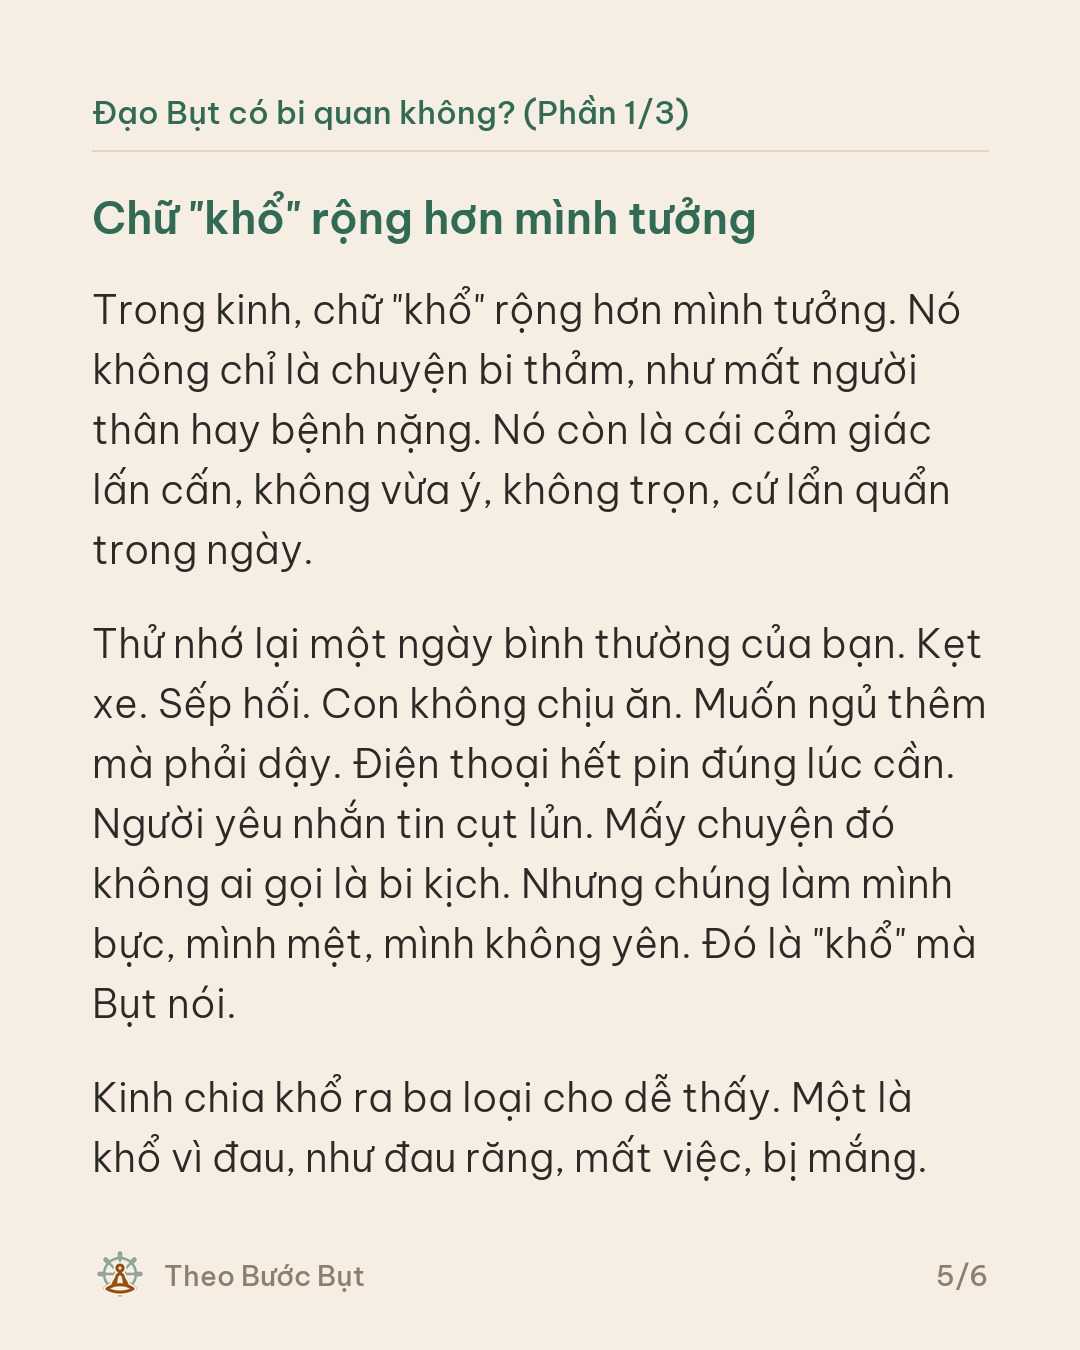 Đạo Bụt có bi quan không? (Phần 1/3)
Chữ "khổ" rộng hơn mình tưởng
Trong kinh, chữ "khổ" rộng hơn mình tưởng. Nó
không chỉ là chuyện bi thảm, như mất người
thân hay bệnh nặng. Nó còn là cái cảm giác
lấn cấn, không vừa ý, không trọn, cứ lẩn quẩn
trong ngày.
Thử nhớ lại một ngày bình thường của bạn. Kẹt
xe. Sếp hối. Con không chịu ăn. Muốn ngủ thêm
mà phải dậy. Điện thoại hết pin đúng lúc cần.
Người yêu nhắn tin cụt lủn. Mấy chuyện đó
không ai gọi là bi kịch. Nhưng chúng làm mình
bực, mình mệt, mình không yên. Đó là "khổ" mà
Bụt nói.
Kinh chia khổ ra ba loại cho dễ thấy. Một là
khổ vì đau, như đau răng, mất việc, bị mắng.
Theo Bước Bụt
5/6